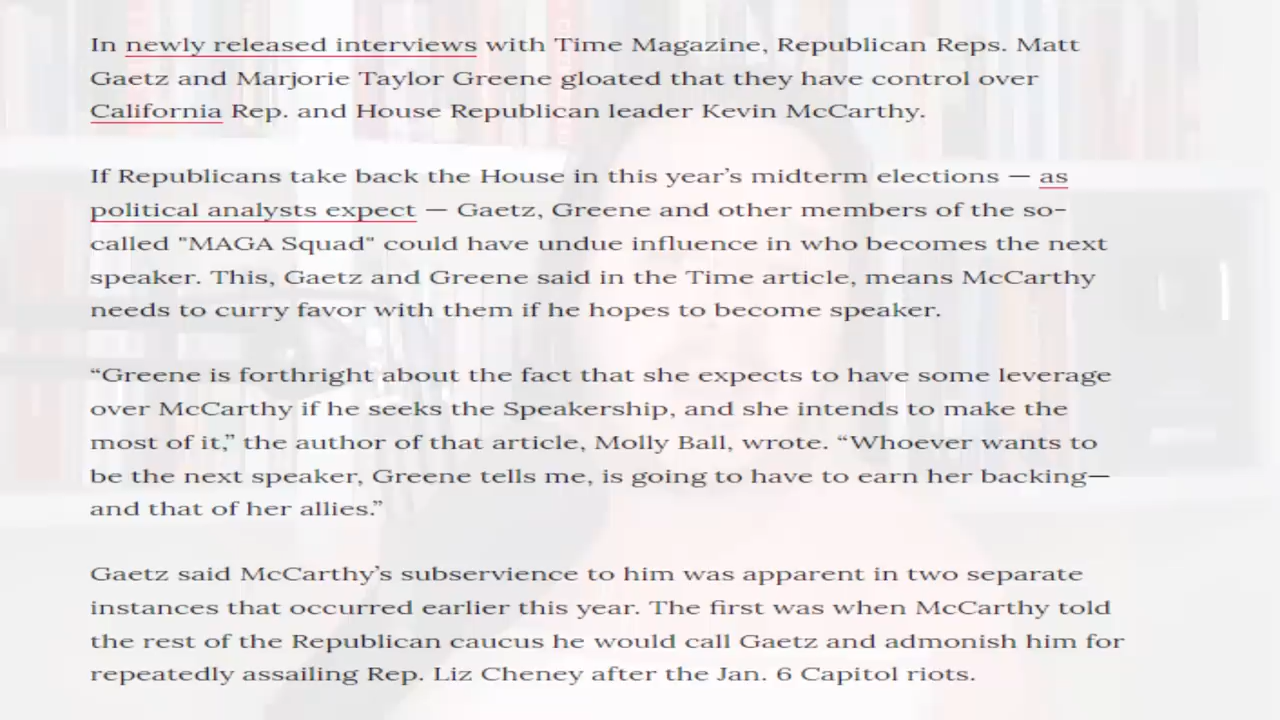 In newly released interviews with Time Magazine, Republican Reps. Matt
Gaetz and Marjorie Taylor Greene gloated that they have control over
California Rep. and House Republican leader Kevin McCarthy.
If Republicans take back the House in this year’s midterm elections — as
political analysts expect — Gaetz, Greene and other members of the so-
called "MAGA Squad" could have undue influence in who becomes the next
speaker. This, Gaetz and Greene said in the Time article, means McCarthy
needs to curry favor with them if he hopes to become speaker.
“Greene is forthright about the fact that she expects to have some leverage
over McCarthy if he seeks the Speakership, and she intends to make the
most of it,” the author of that article, Molly Ball, wrote. “Whoever wants to
be the next speaker, Greene tells me, is going to have to earn her backing—
and that of her allies.”
Gaetz said McCarthy’s subservience to him was apparent in two separate
instances that occurred earlier this year. The first was when McCarthy told
the rest of the Republican caucus he would call Gaetz and admonish him for
repeatedly assailing Rep. Liz Cheney after the Jan. 6 Capitol riots.